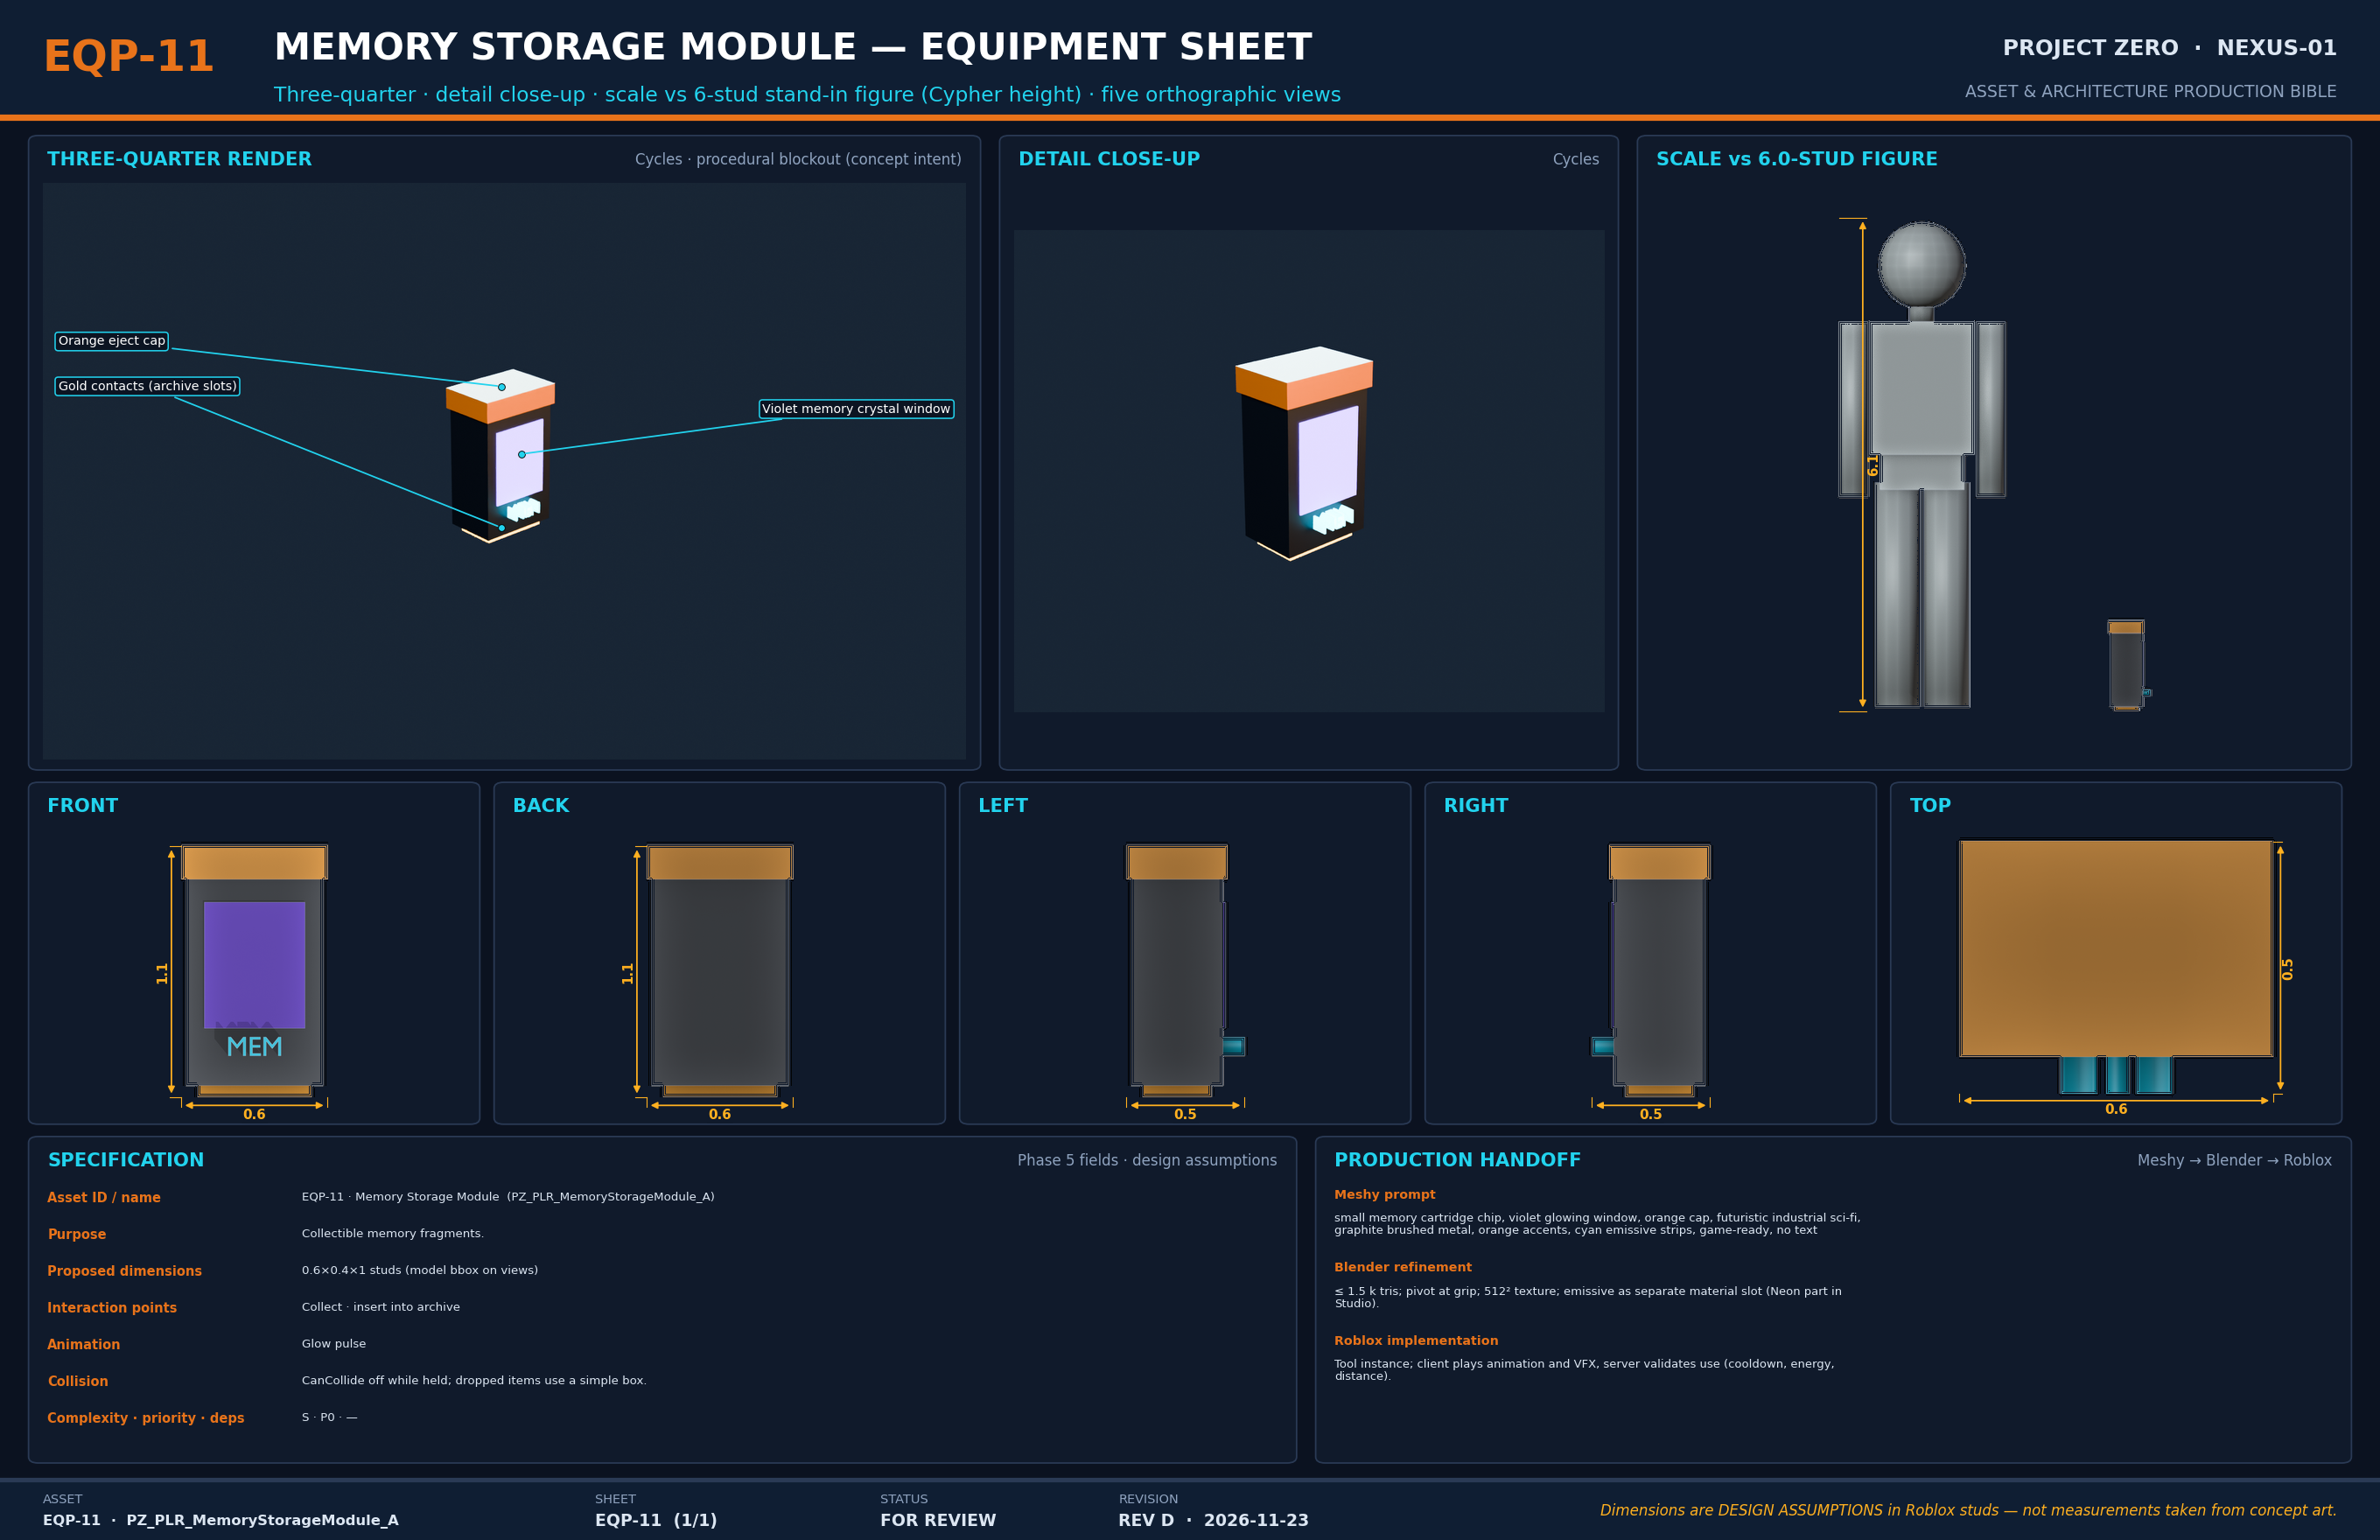 EQP-11
MEMORY STORAGE MODULE — EQUIPMENT SHEET
Three-quarter · detail close-up · scale vs 6-stud stand-in figure (Cypher height) · five orthographic views
PROJECT ZERO · NEXUS-01
ASSET & ARCHITECTURE PRODUCTION BIBLE
THREE-QUARTER RENDER
Cycles · procedural blockout (concept intent)
Orange eject cap
Gold contacts (archive slots)
Violet memory crystal window
DETAIL CLOSE-UP
Cycles
SCALE vs 6.0-STUD FIGURE
6.1
FRONT
1.1
MEM
0.6
BACK
1.1
0.6
LEFT
0.5
RIGHT
0.5
TOP
0.5
0.6
SPECIFICATION
Phase 5 fields · design assumptions
Asset ID / name
EQP-11 · Memory Storage Module (PZ_PLR_MemoryStorageModule_A)
Purpose
Collectible memory fragments.
Proposed dimensions
0.6×0.4×1 studs (model bbox on views)
Interaction points
Collect · insert into archive
Animation
Glow pulse
Collision
CanCollide off while held; dropped items use a simple box.
Complexity · priority · deps
S · P0 · —
PRODUCTION HANDOFF
Meshy → Blender → Roblox
Meshy prompt
small memory cartridge chip, violet glowing window, orange cap, futuristic industrial sci-fi,
graphite brushed metal, orange accents, cyan emissive strips, game-ready, no text
Blender refinement
≤ 1.5 k tris; pivot at grip; 512² texture; emissive as separate material slot (Neon part in
Studio).
Roblox implementation
Tool instance; client plays animation and VFX, server validates use (cooldown, energy,
distance).
ASSET
EQP-11 · PZ_PLR_MemoryStorageModule_A
SHEET
EQP-11 (1/1)
STATUS
FOR REVIEW
REVISION
REV D · 2026-11-23
Dimensions are DESIGN ASSUMPTIONS in Roblox studs — not measurements taken from concept art.